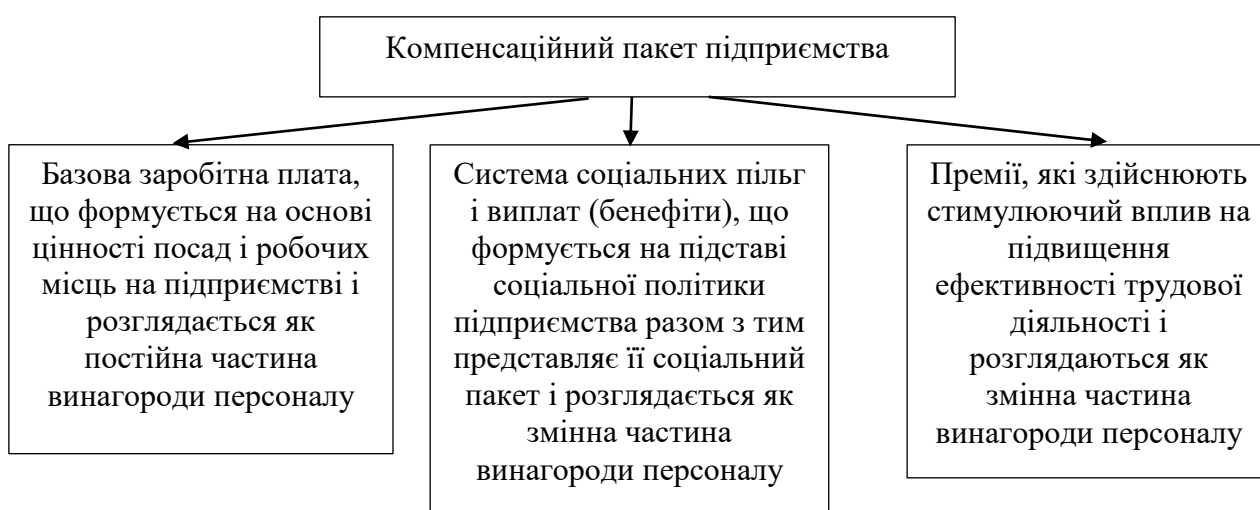 Компенсаційний пакет підприємства
Базова заробітна плата,
що формується на основі
цінності посад і робочих
місць на підприємстві і
розглядається як
постійна частина
винагороди персоналу
Система соціальних пільг
і виплат (бенефіти), що
формується на підставі
соціальної політики
підприємства разом з тим
представляє її соціальний
пакет і розглядається як
змінна частина
винагороди персоналу
Премії, які здійснюють
стимулюючий вплив на
підвищення
ефективності трудової
діяльності і
розглядаються як
змінна частина
винагороди персоналу